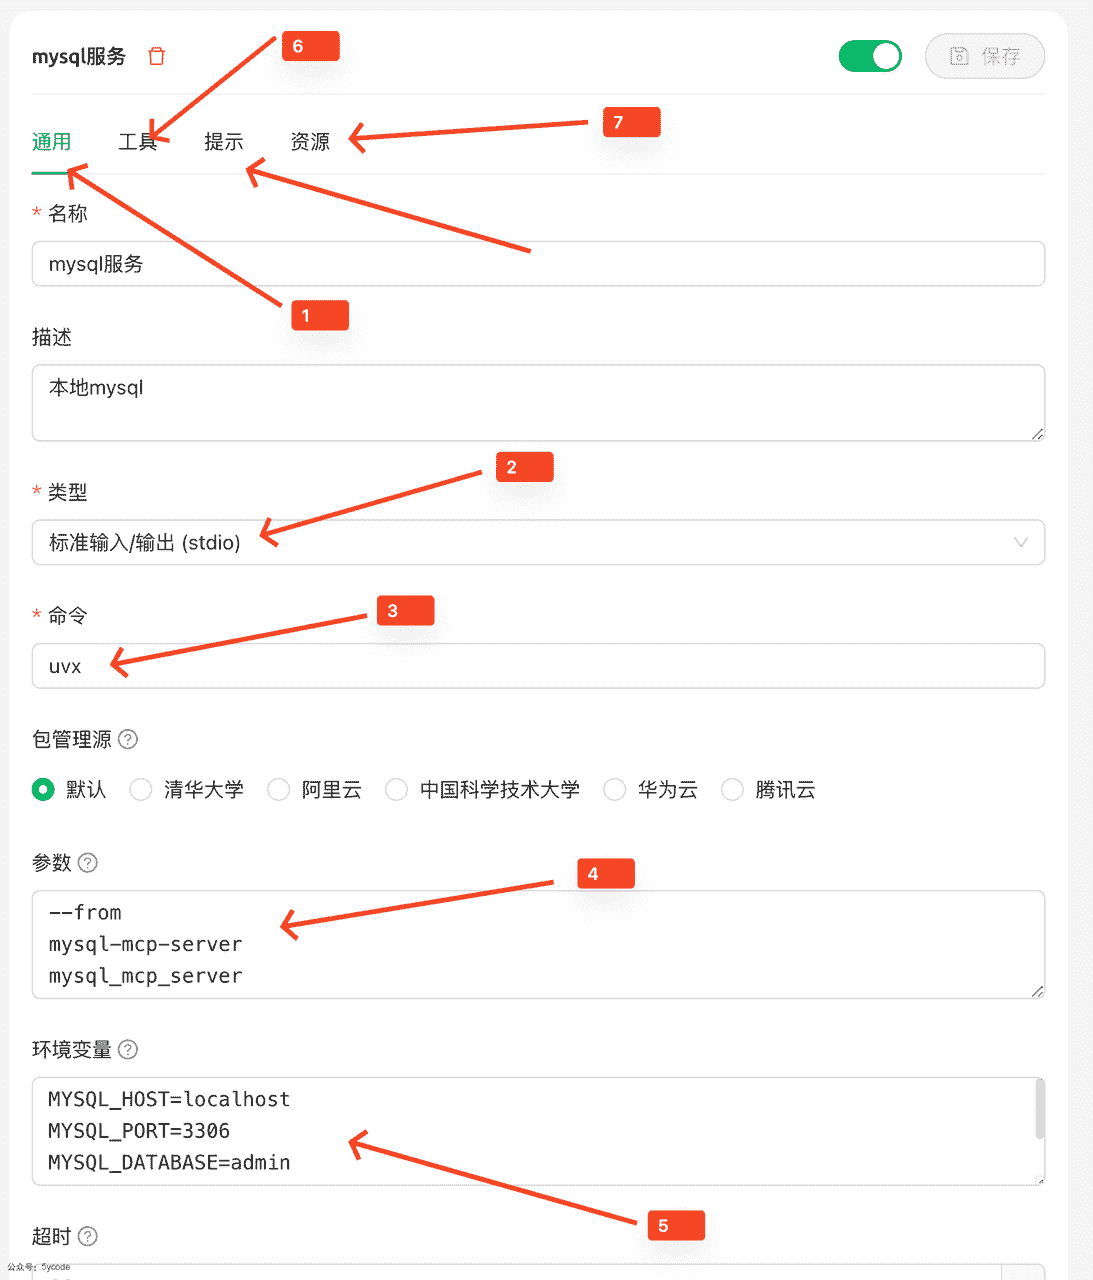 mysql服务
6
保存
7
通用 工具 提示 资源
* 名称
mysql服务
1
描述
本地mysql
2
* 类型
标准输入/输出 (stdio)
3
* 命令
uvx
包管理源 ?
默认 清华大学 阿里云 中国科学技术大学 华为云 腾讯云
参数 ?
4
--from
mysql-mcp-server
mysql_mcp_server
环境变量 ?
MYSQL_HOST=localhost
MYSQL_PORT=3306
MYSQL_DATABASE=admin
5
超时 ?
公众号：5ycode